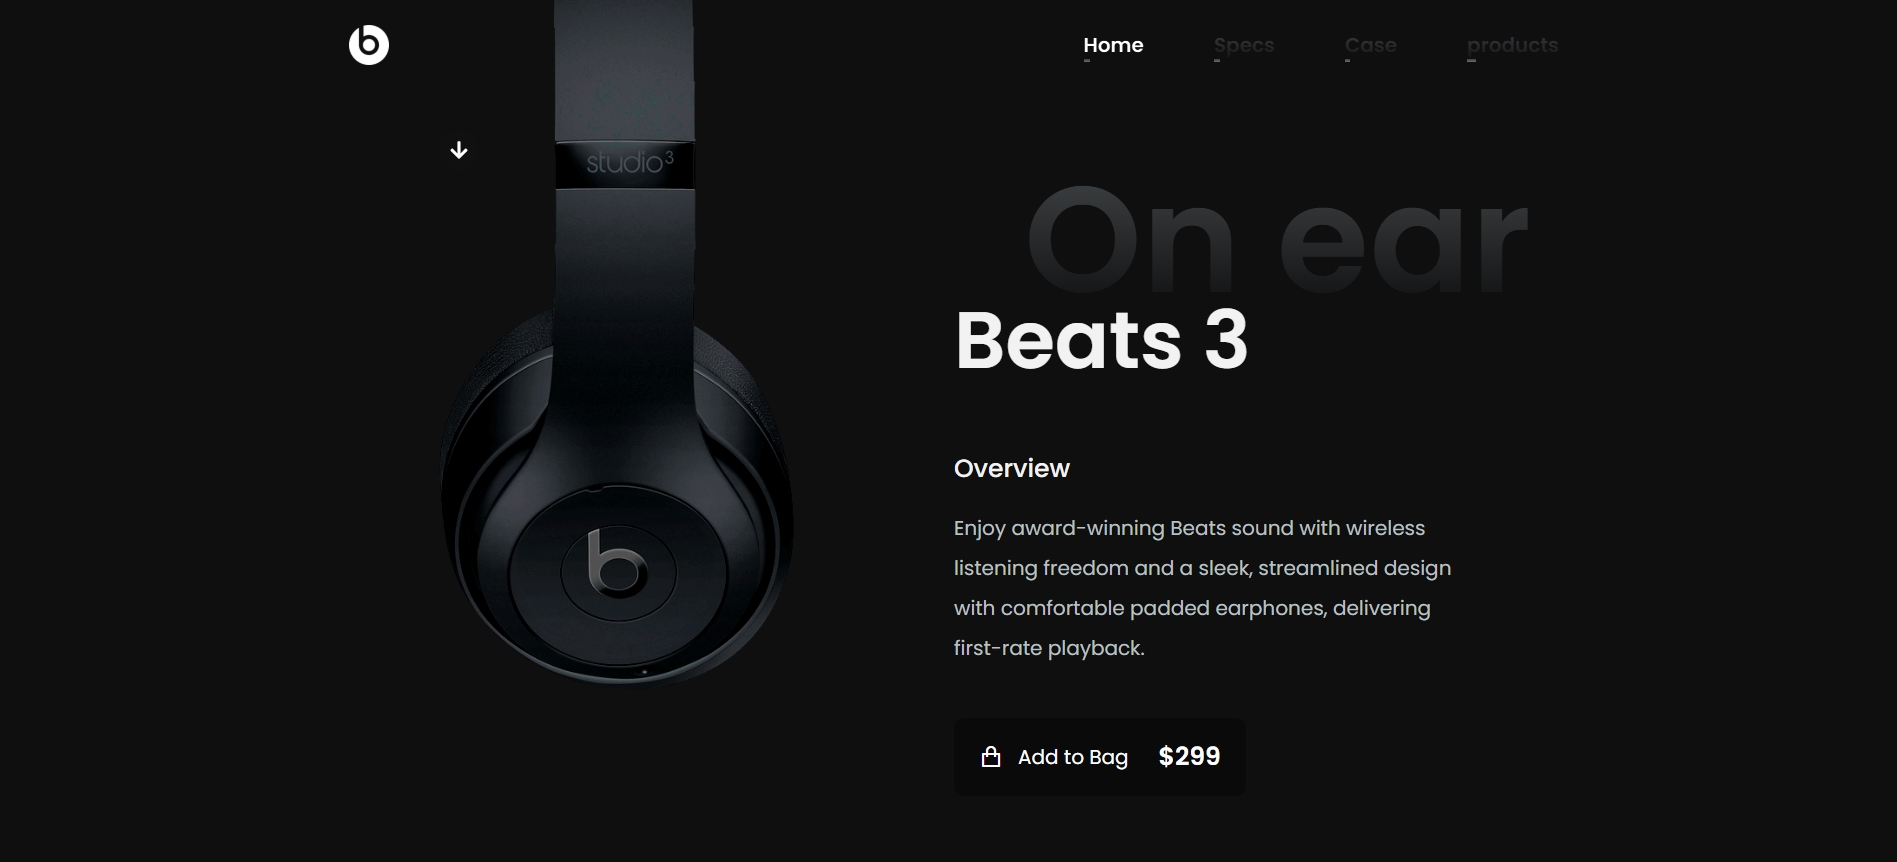 Home Specs Case products
studio3
On ear
Beats 3
Overview
Enjoy award-winning Beats sound with wireless
listening freedom and a sleek, streamlined design
with comfortable padded earphones, delivering
first-rate playback.
Add to Bag $299